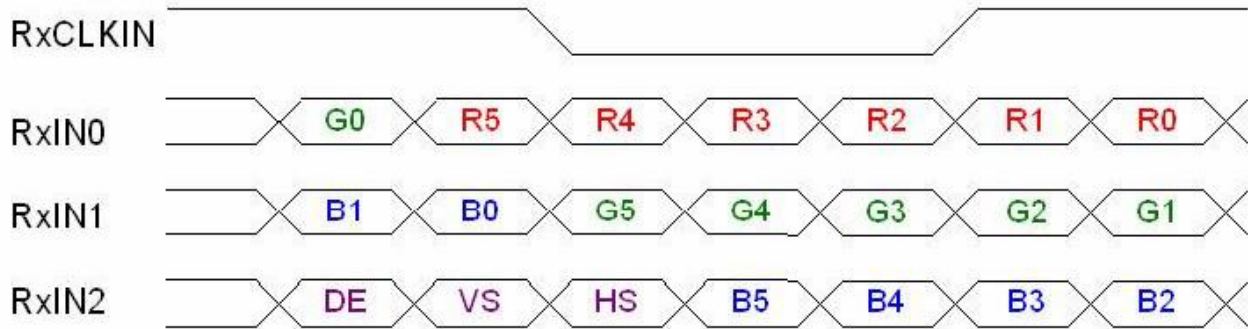 RxCLKIN
RxIN0 G0 R5 R4 R3 R2 R1 R0
RxIN1 B1 B0 G5 G4 G3 G2 G1
RxIN2 DE VS HS B5 B4 B3 B2